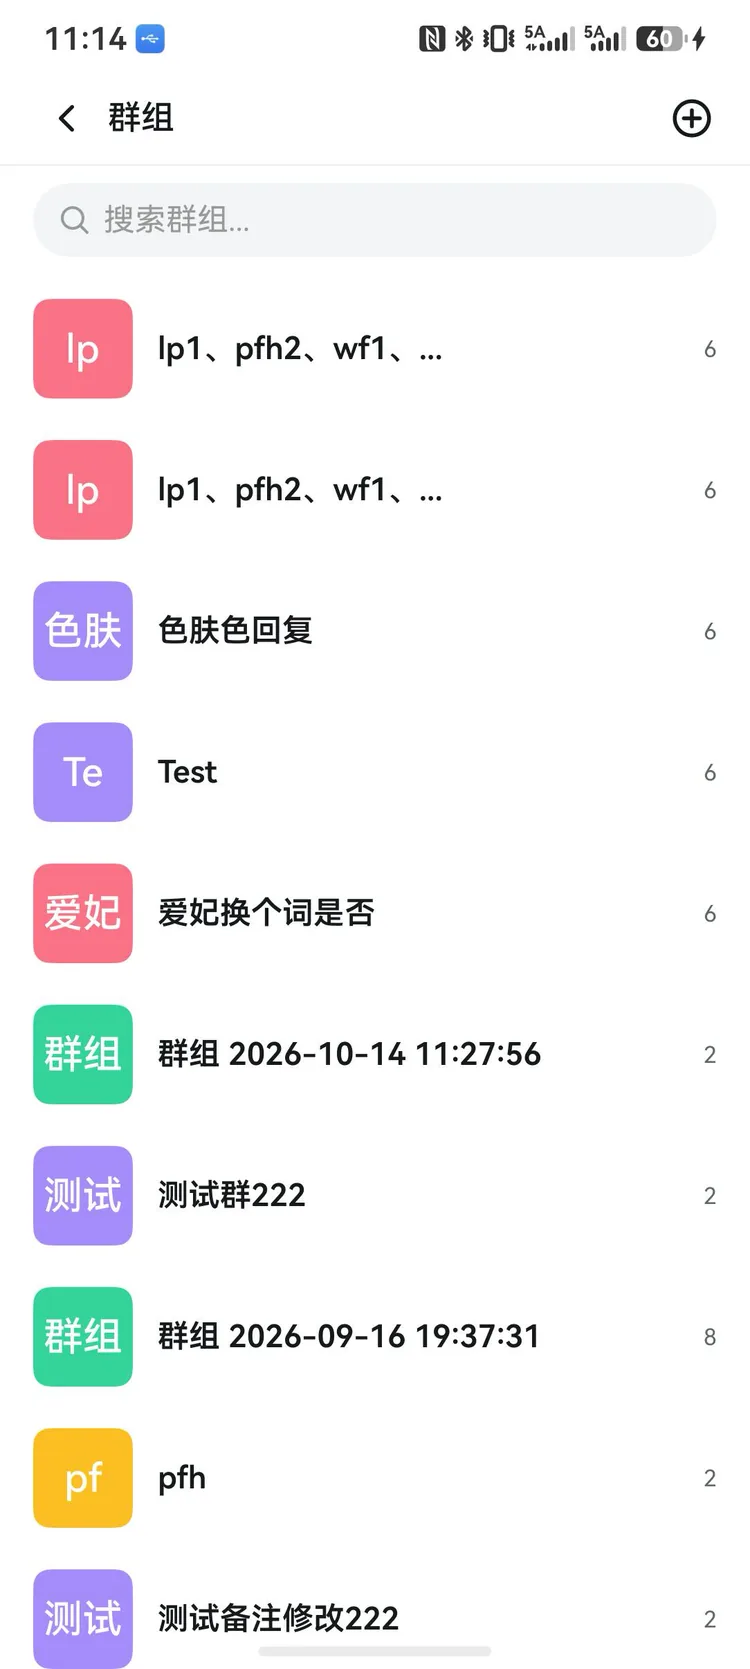 11:14
5A 5A 60
群组
搜索群组...
lp lp1、pfh2、wf1、... 6
lp lp1、pfh2、wf1、... 6
色肤 色肤色回复 6
Te Test 6
爱妃 爱妃换个词是否 6
群组 群组 2026-10-14 11:27:56 2
测试 测试群222 2
群组 群组 2026-09-16 19:37:31 8
pf pfh 2
测试 测试备注修改222 2